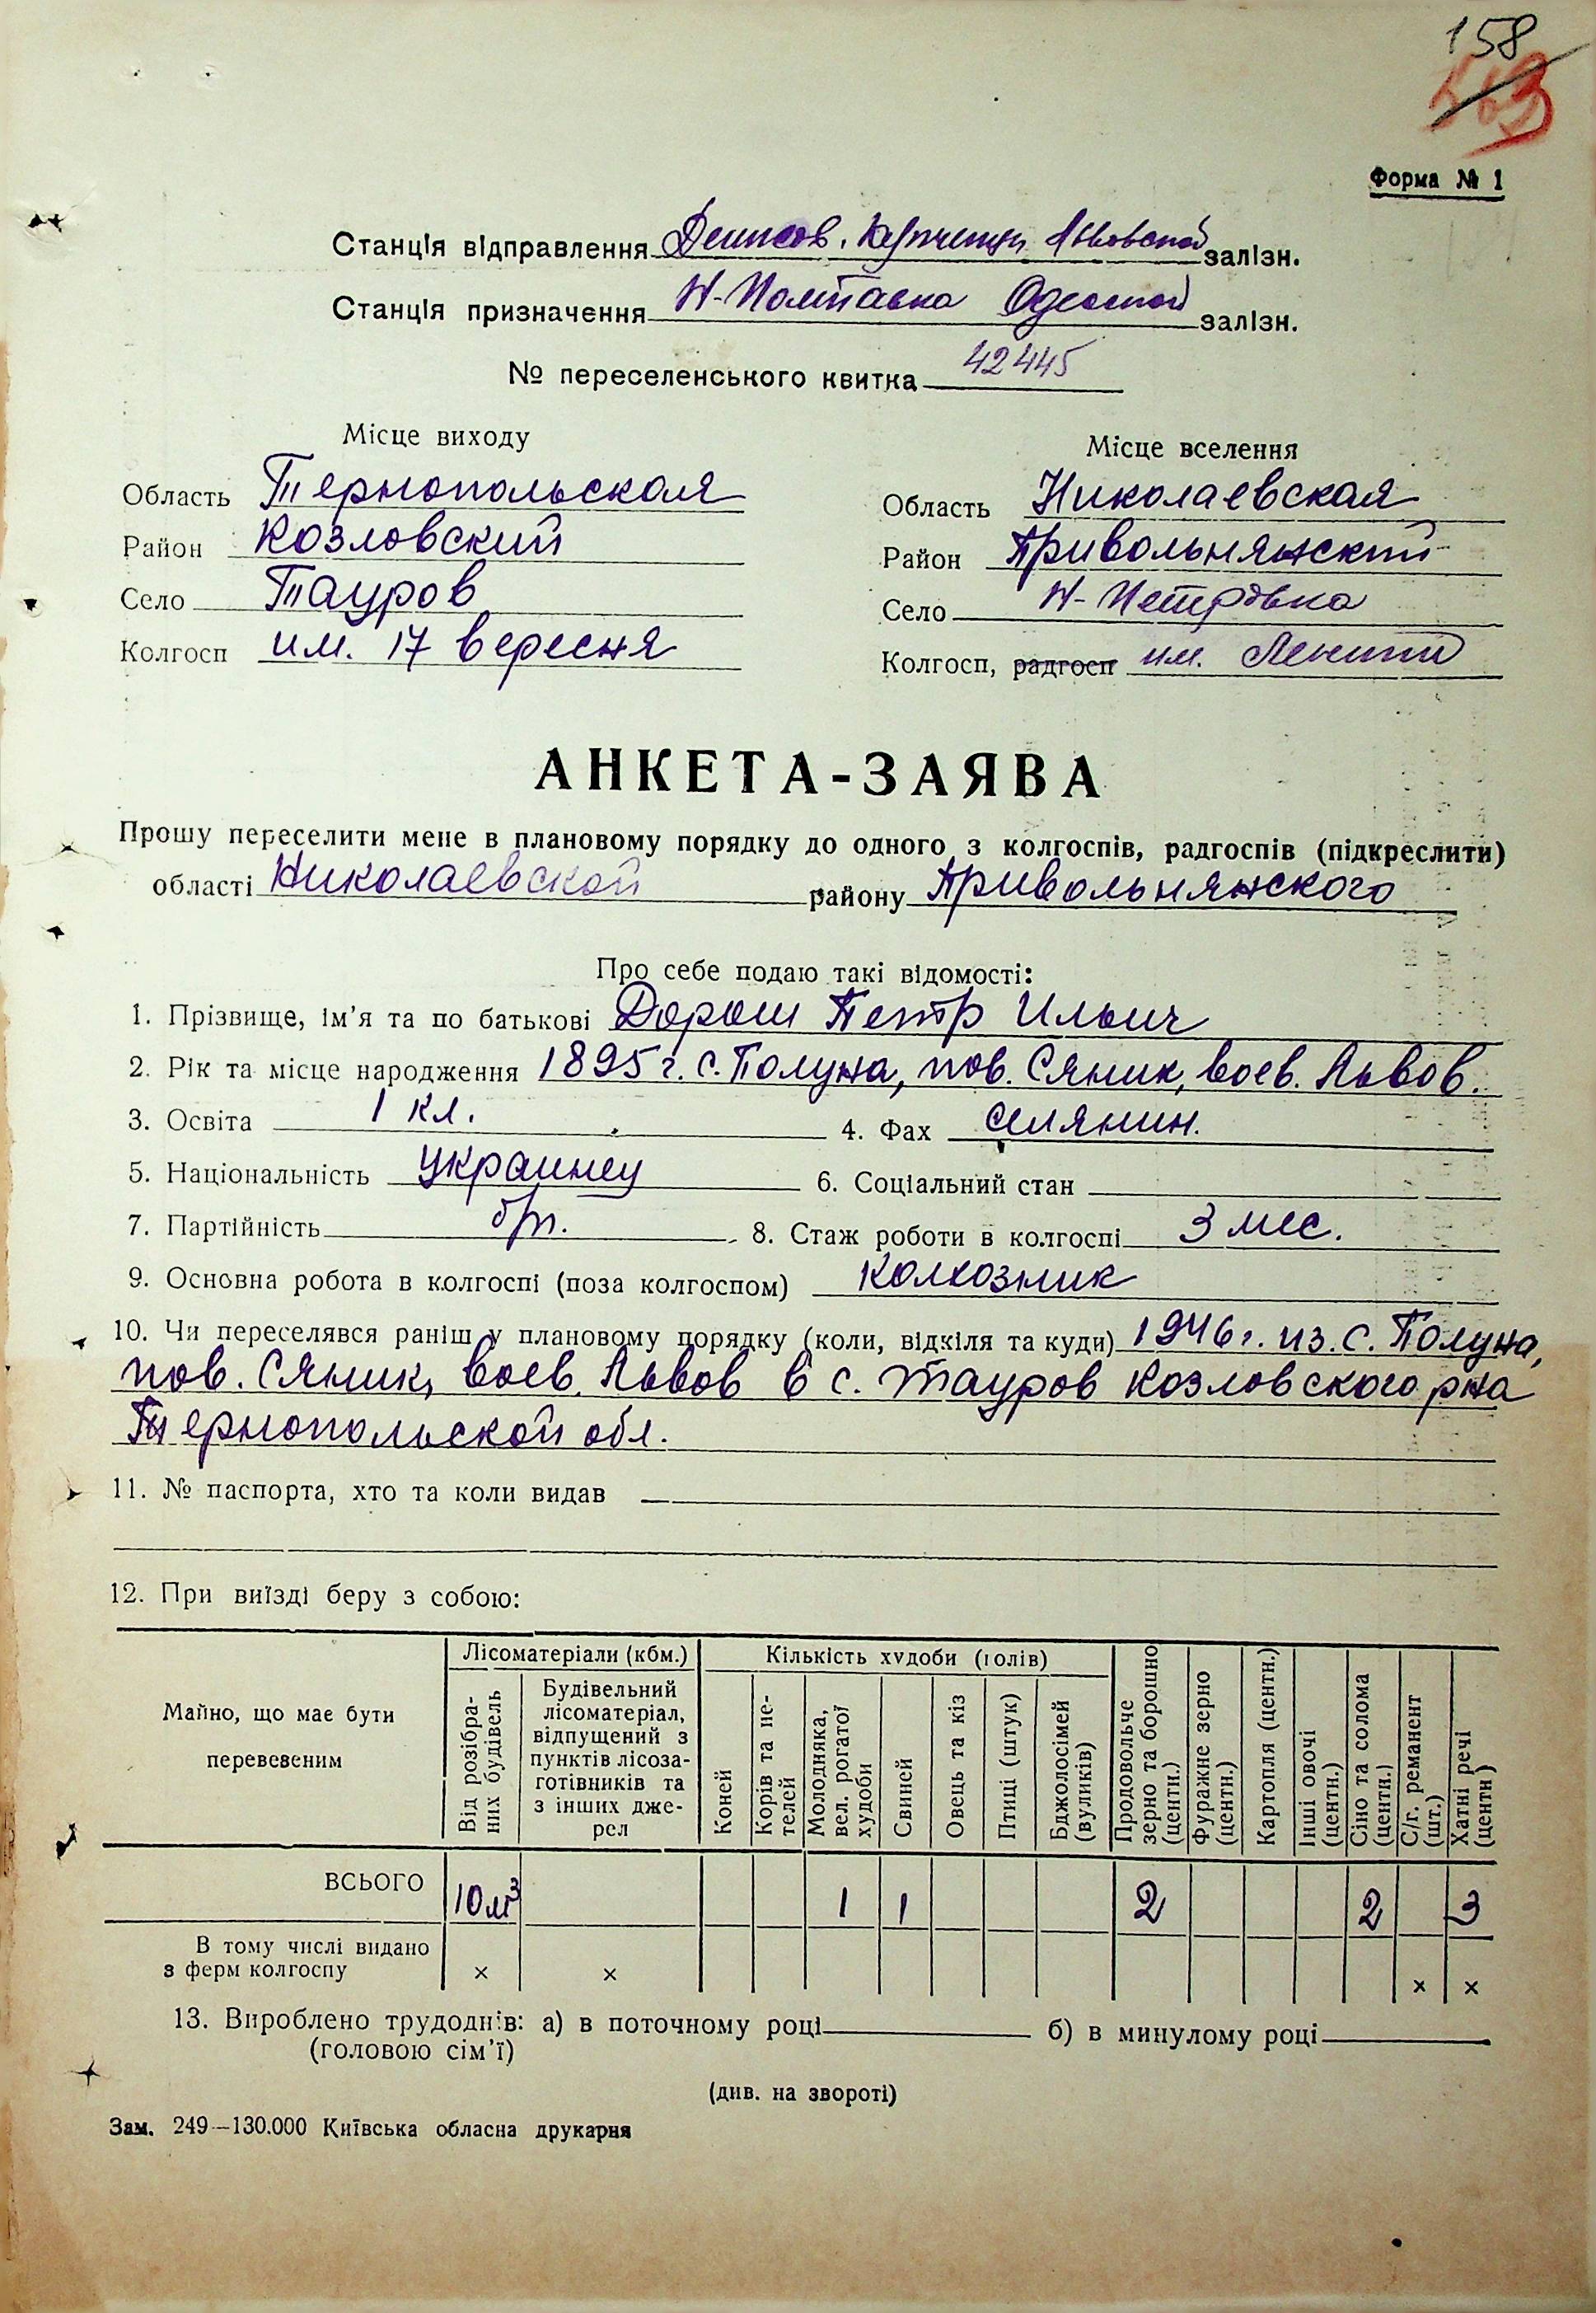 158
563
Форма № 1
Станція відправлення Денисов. Купченцы Львовской залізн.
Станція призначення Н-Полтавка Одесской залізн.
№ переселенського квитка 42445
Місце виходу
Область Тернопольская
Район Козловский
Село Тауров
Колгосп им. 17 вересня
Місце вселення
Область Николаевская
Район Привольнянский
Село Н-Петровка
Колгосп, радгосп им. Ленина
АНКЕТА-ЗАЯВА
Прошу переселити мене в плановому порядку до одного з колгоспів, радгоспів (підкреслити)
області Николаевской району Привольнянского
Про себе подаю такі відомості:
1. Прізвище, ім’я та по батькові Дорош Петр Ильич
2. Рік та місце народження 1895 г. с. Полуна, пов. Сяник, воев. Львов.
3. Освіта 1 кл. 4. Фах селянин.
5. Національність украинец 6. Соціальний стан
7. Партійність б/п. 8. Стаж роботи в колгоспі 3 мес.
9. Основна робота в колгоспі (поза колгоспом) колхозник
10. Чи переселявся раніш у плановому порядку (коли, відкіля та куди) 1946 г. из. с. Полуна,
пов. Сяник, воев. Львов в с. Тауров Козловского рна
Тернопольской обл.
11. № паспорта, хто та коли видав —
12. При виїзді беру з собою:
Майно, що має бути перевезеним
Лісоматеріали (кбм.)
Від розібраних будівель
Будівельний лісоматеріал, відпущений з пунктів лісозаготівників та з інших джерел
Кількість худоби (голів)
Коней
Корів та нетелей
Молодняка, вел. рогатої худоби
Свиней
Овець та кіз
Птиці (штук)
Бджолосімей (вуликів)
Продовольче зерно та борошно (центн.)
Фуражне зерно (центн.)
Картопля (центн.)
Інші овочі (центн.)
Сіно та солома (центн.)
С/г. реманент (шт.)
Хатні речі (центн)
ВСЬОГО 10 м³ 1 1 2 2 3
В тому числі видано
з ферм колгоспу × × × ×
13. Вироблено трудоднів: а) в поточному році б) в минулому році
(головою сім’ї)
(див. на звороті)
Зам. 249—130.000 Київська обласна друкарня